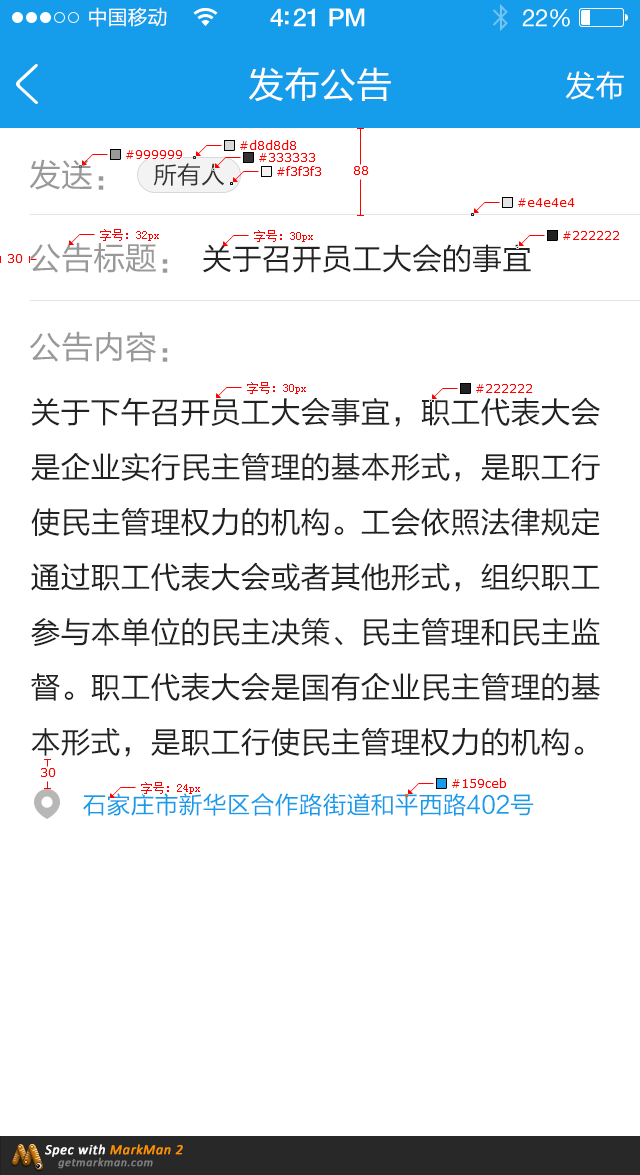 中国移动 4:21 PM 22%
发布公告 发布
#d8d8d8
#999999 #333333
发送: 所有人 #f3f3f3 88
#e4e4e4
字号: 32px 字号: 30px #222222
30 公告标题: 关于召开员工大会的事宜
公告内容:
字号: 30px #222222
关于下午召开员工大会事宜，职工代表大会
是企业实行民主管理的基本形式，是职工行
使民主管理权力的机构。工会依照法律规定
通过职工代表大会或者其他形式，组织职工
参与本单位的民主决策、民主管理和民主监
督。职工代表大会是国有企业民主管理的基
本形式，是职工行使民主管理权力的机构。
30
字号: 24px #159ceb
石家庄市新华区合作路街道和平西路402号
Spec with MarkMan 2
getmarkman.com